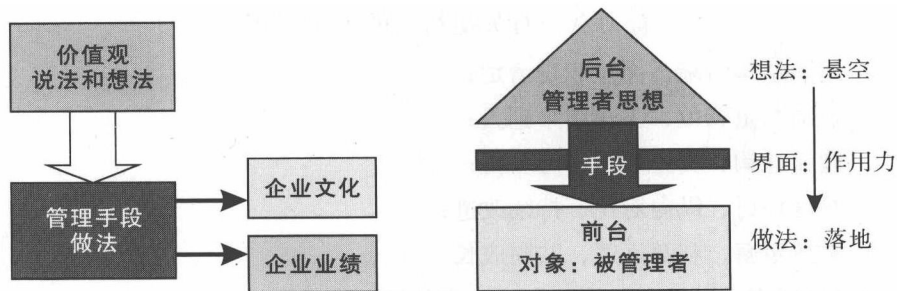 价值观
说法和想法
管理手段
做法
企业文化
企业业绩
后台
管理者思想
手段
前台
对象：被管理者
想法：悬空
界面：作用力
做法：落地